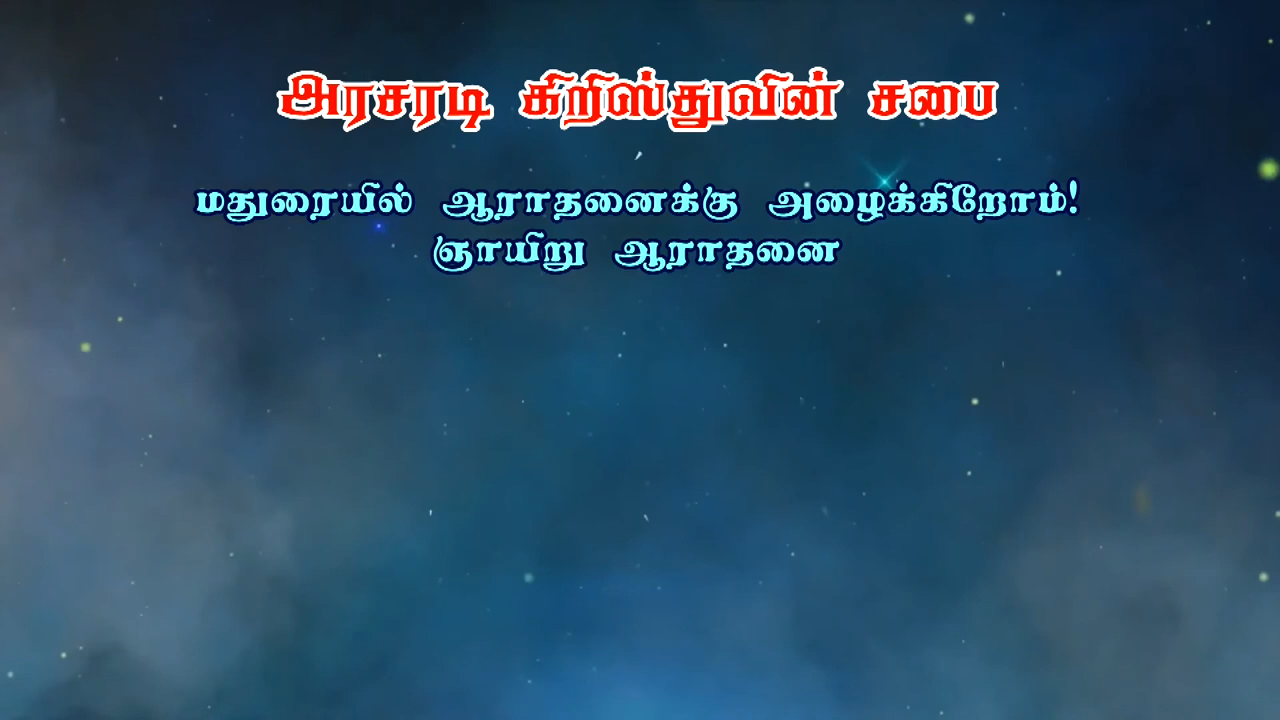 அரசரடி கிறிஸ்துவின் சபை
மதுரையில் ஆராதனைக்கு அழைக்கிறோம்!
ஞாயிறு ஆராதனை